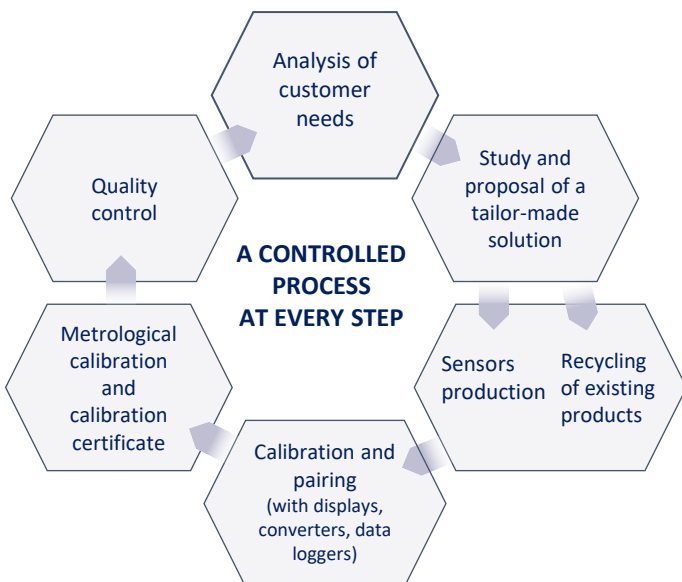 Analysis of
customer
needs
Study and
proposal of a
tailor-made
solution
Sensors
production
Recycling
of existing
products
Calibration and
pairing
(with displays,
converters, data
loggers)
Metrological
calibration
and
calibration
certificate
Quality
control
A CONTROLLED
PROCESS
AT EVERY STEP